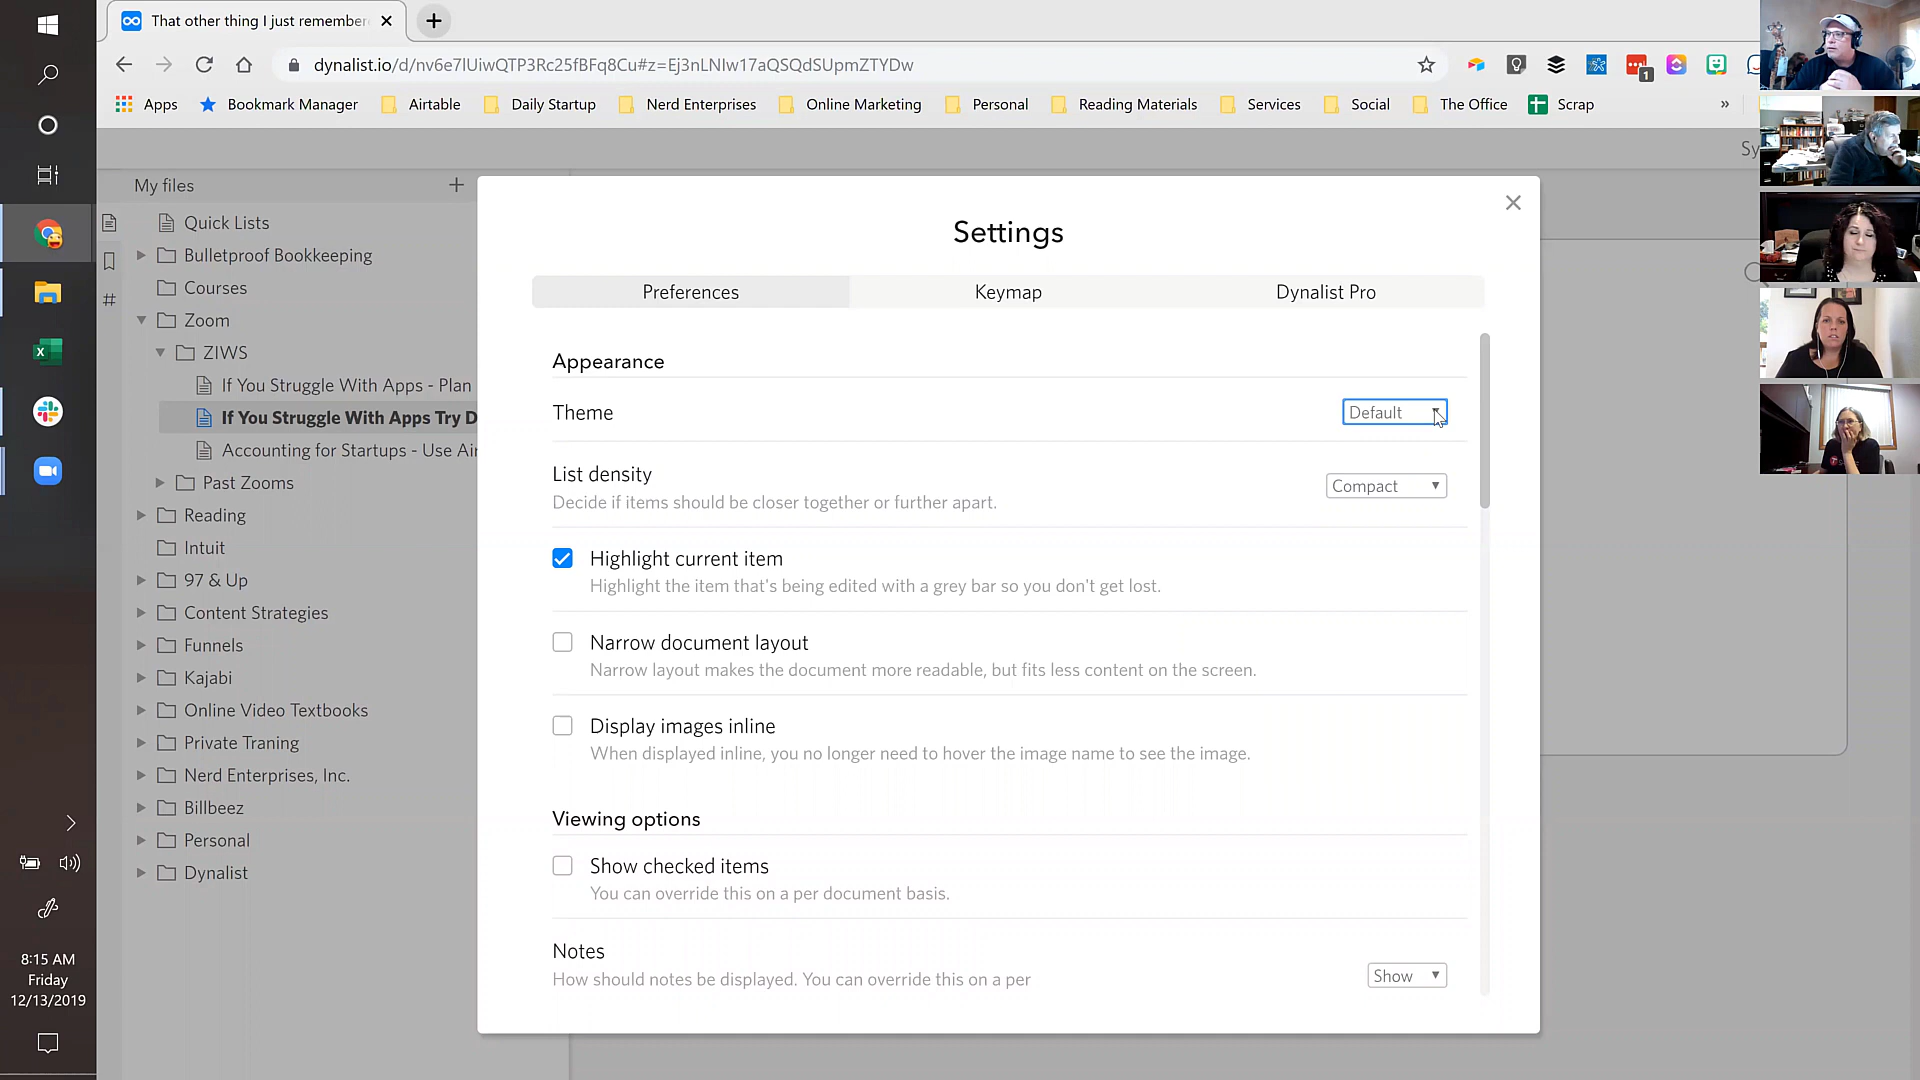 That other thing I just remember
dynalist.io/d/nv6e7lUiwQTP3Rc25fBFq8Cu#z=Ej3nLNIw17aQSQdSUpmZTYDw
1
Apps
Bookmark Manager
Airtable
Daily Startup
Nerd Enterprises
Online Marketing
Personal
Reading Materials
Services
Social
The Office
Scrap
»
Sy
My files
Quick Lists
Bulletproof Bookkeeping
Courses
Zoom
ZIWS
If You Struggle With Apps - Plan
If You Struggle With Apps Try D
Accounting for Startups - Use Air
Past Zooms
Reading
Intuit
97 & Up
Content Strategies
Funnels
Kajabi
Online Video Textbooks
Private Traning
Nerd Enterprises, Inc.
Billbeez
Personal
Dynalist
Settings
Preferences
Keymap
Dynalist Pro
Appearance
Theme
Default
List density
Decide if items should be closer together or further apart.
Compact
Highlight current item
Highlight the item that's being edited with a grey bar so you don't get lost.
Narrow document layout
Narrow layout makes the document more readable, but fits less content on the screen.
Display images inline
When displayed inline, you no longer need to hover the image name to see the image.
Viewing options
Show checked items
You can override this on a per document basis.
Notes
How should notes be displayed. You can override this on a per
Show
8:15 AM
Friday
12/13/2019